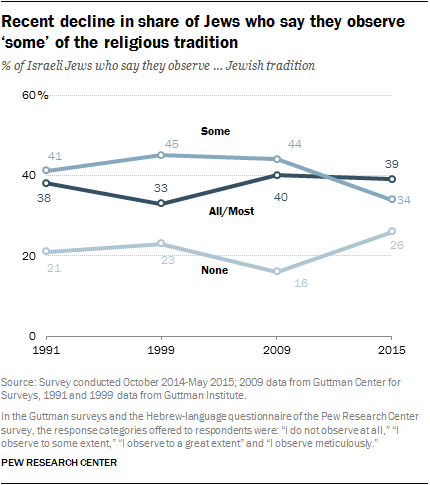 Recent decline in share of Jews who say they observe
‘some’ of the religious tradition
% of Israeli Jews who say they observe ... Jewish tradition
60%
Some
45
44
41
39
40
33
38
40
All/Most
34
26
20
21
23
None
16
0
1991 1999 2009 2015
Source: Survey conducted October 2014-May 2015; 2009 data from Guttman Center for
Surveys, 1991 and 1999 data from Guttman Institute.
In the Guttman surveys and the Hebrew-language questionnaire of the Pew Research Center
survey, the response categories offered to respondents were: “I do not observe at all,” “I
observe to some extent,” “I observe to a great extent” and “I observe meticulously.”
PEW RESEARCH CENTER